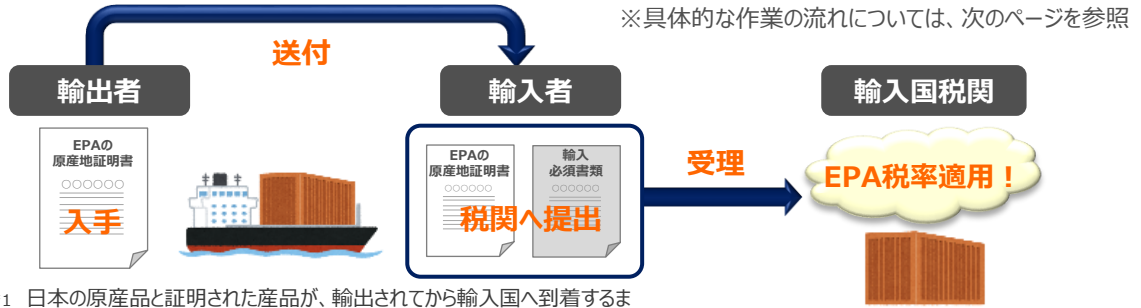 ※具体的な作業の流れについては、次のページを参照
送付
輸出者
輸入者
輸入国税関
EPAの
原産地証明書
○○○○○○
入手
EPAの
原産地証明書
○○○○○○
輸入
必須書類
○○○○○○
税関へ提出
受理
EPA税率適用！
1 日本の原産品と証明された産品が、輸出されてから輸入国へ到着するま